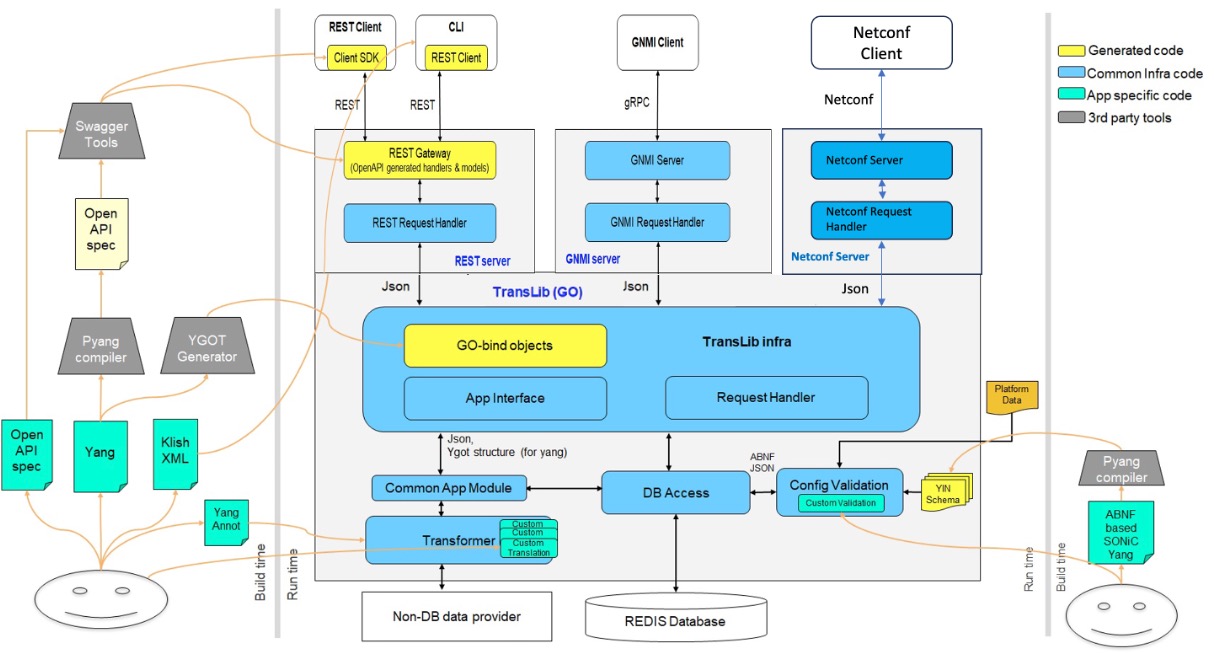 REST Client
Client SDK
CLI
REST Client
GNMI Client
Netconf
Client
Generated code
Common Infra code
App specific code
3rd party tools
REST
REST
gRPC
Netconf
Swagger
Tools
REST Gateway
(OpenAPI generated handlers & models)
GNMI Server
Netconf Server
REST Request Handler
GNMI Request Handler
Netconf Request
Handler
Open
API
spec
REST server
GNMI server
Netconf Server
Json
TransLib (GO)
Json
Json
Pyang
compiler
YGOT
Generator
GO-bind objects
TransLib infra
App Interface
Request Handler
Platform
Data
Open
API
spec
Yang
Klish
XML
Json,
Ygot structure (for yang)
ABNF
JSON
Pyang
compiler
Common App Module
DB Access
Config Validation
Custom Validation
YIN
Schema
Yang
Annot
Transformer
Custom
Custom
Custom
Translation
ABNF
based
SONiC
Yang
Build time
Run time
Run time
Build time
Non-DB data provider
REDIS Database